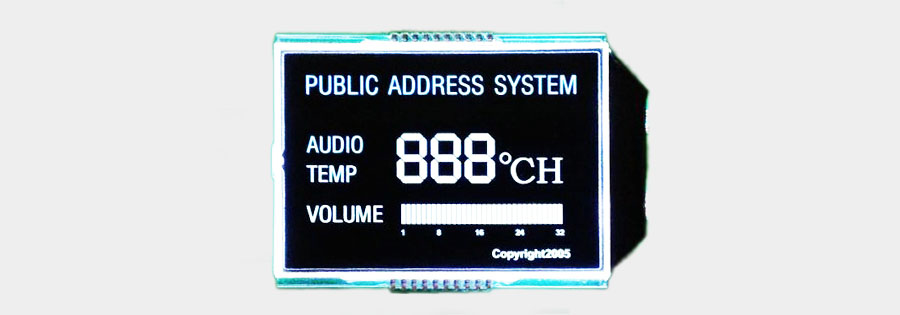 PUBLIC ADDRESS SYSTEM
AUDIO
TEMP
888°CH
VOLUME
1 8 16 24 32
Copyright2005